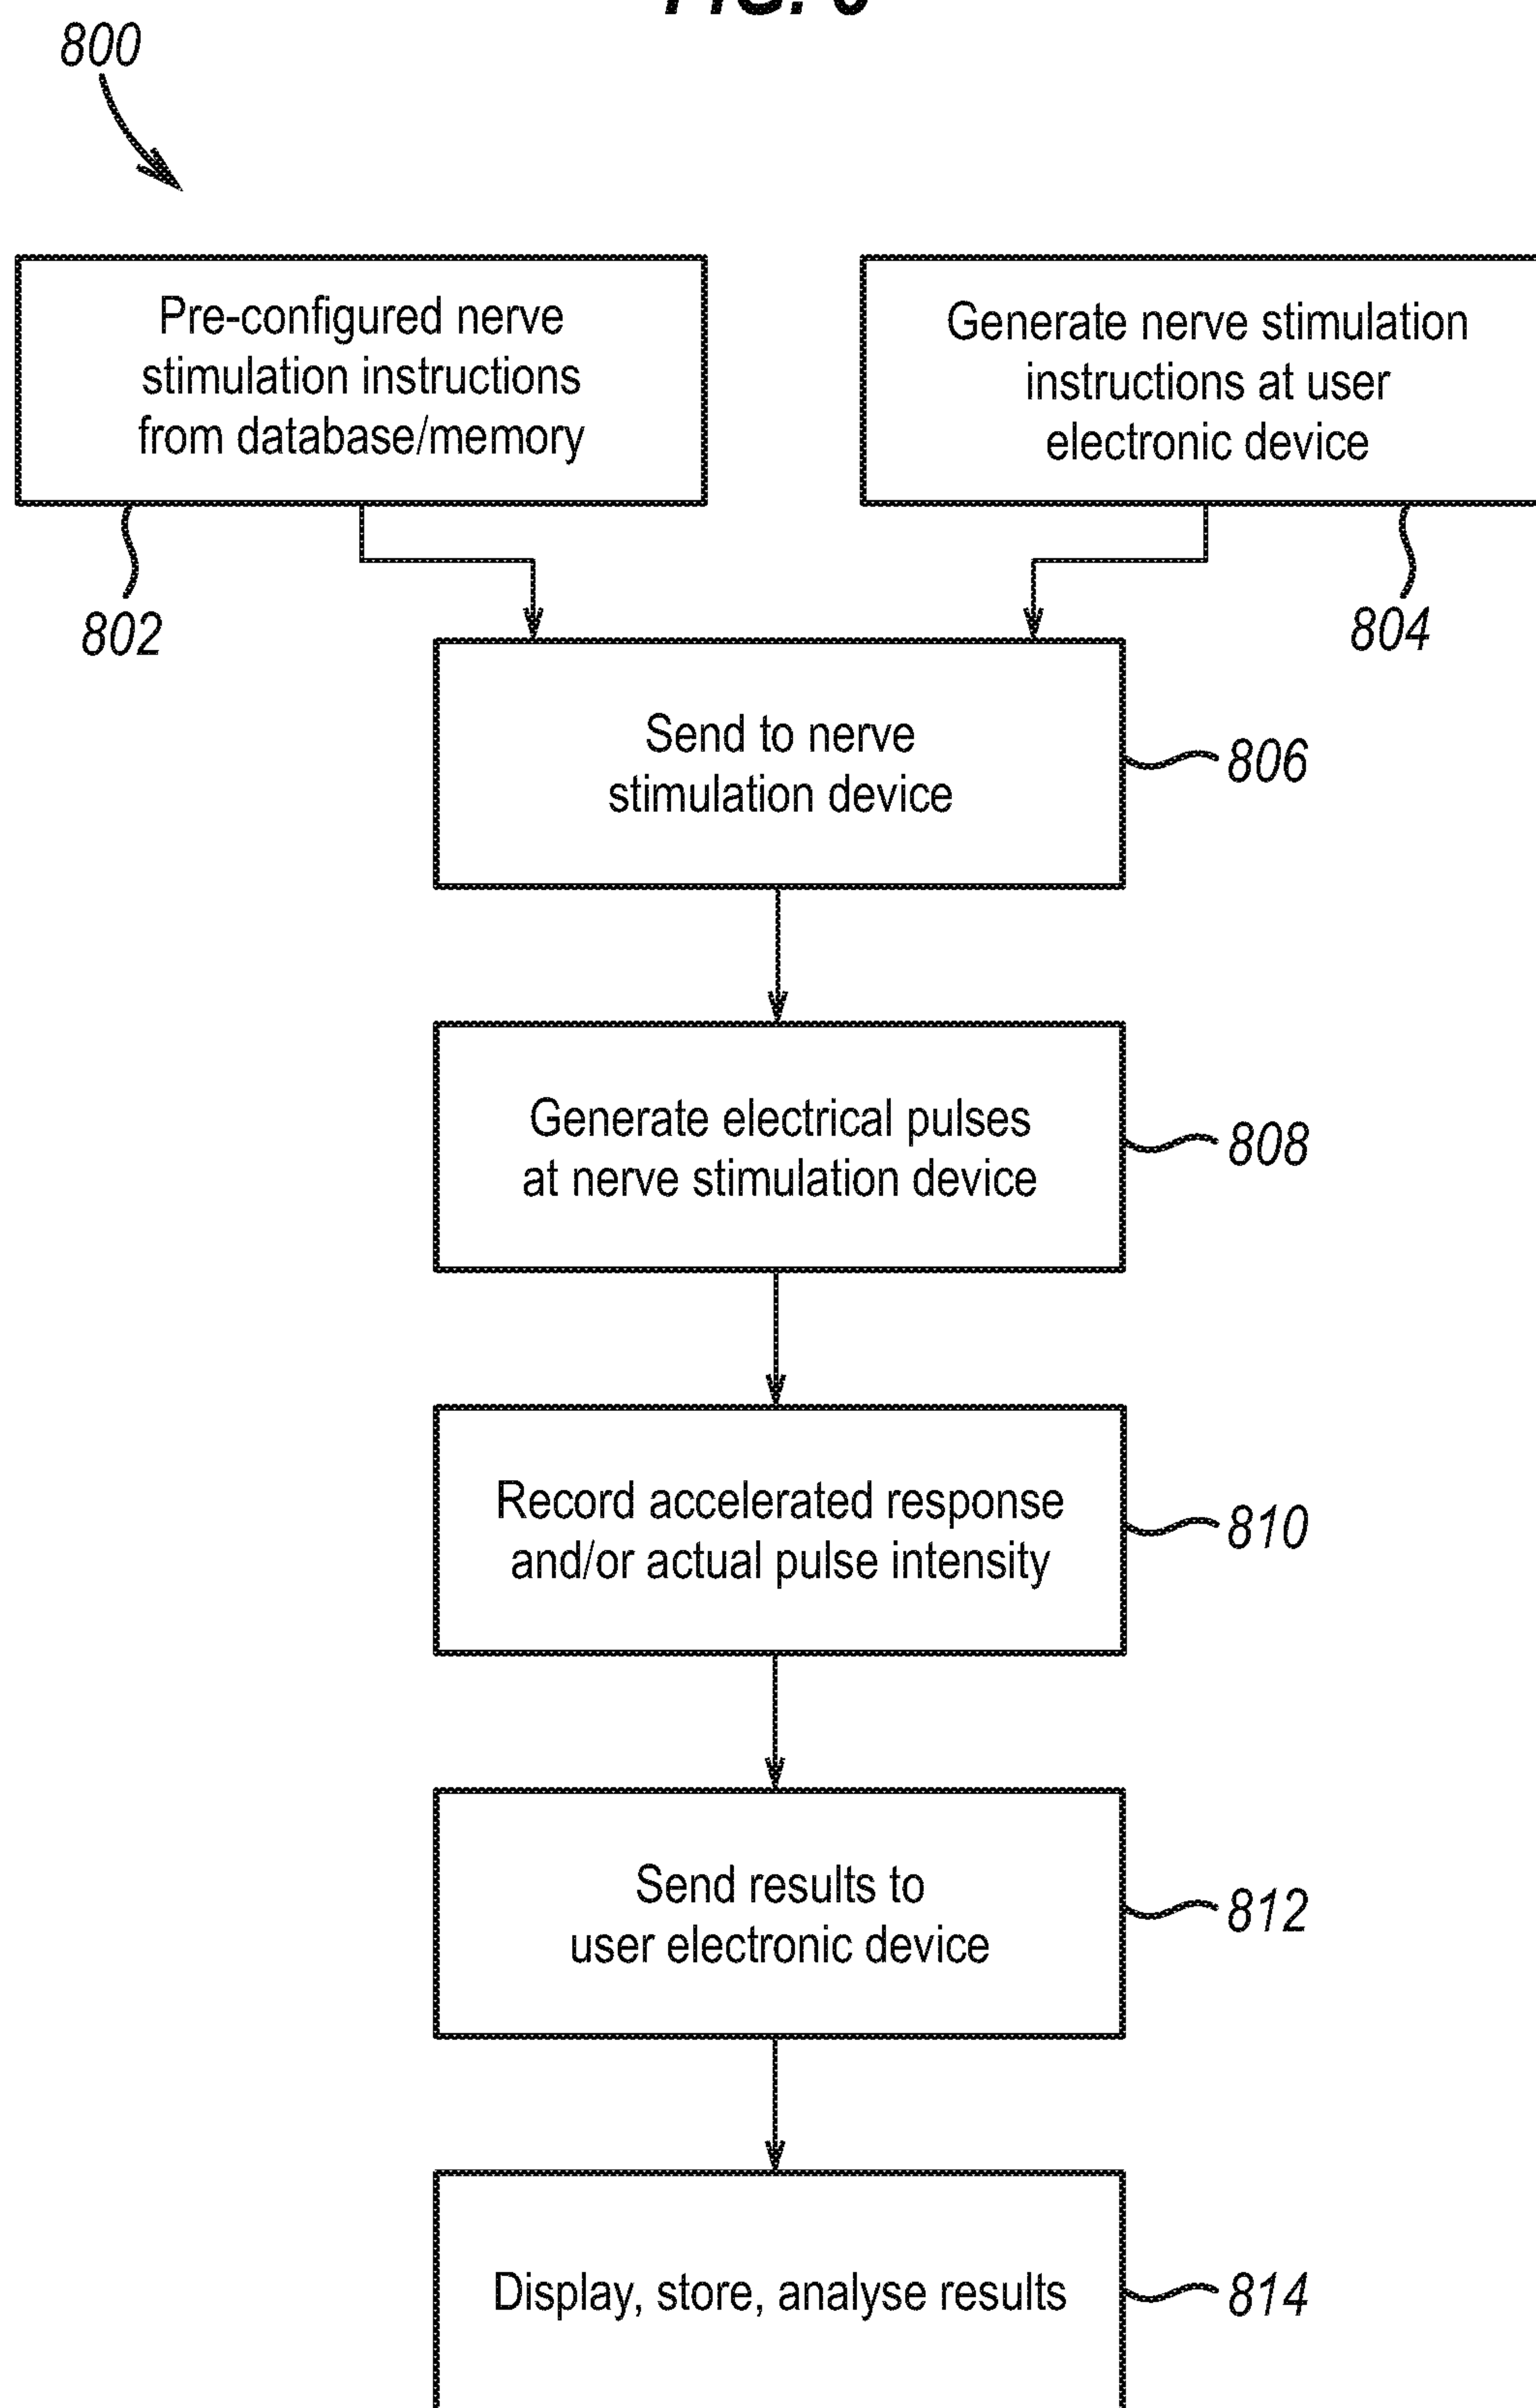 800
Pre-configured nerve
stimulation instructions
from database/memory
Generate nerve stimulation
instructions at user
electronic device
802
804
Send to nerve
stimulation device
806
Generate electrical pulses
at nerve stimulation device
808
Record accelerated response
and/or actual pulse intensity
810
Send results to
user electronic device
812
Display, store, analyse results
814